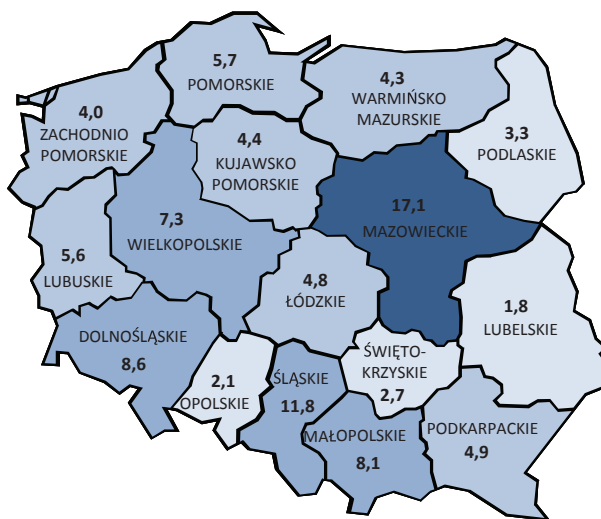 5,7
POMORSKIE
4,3
WARMIŃSKO
MAZURSKIE
4,0
ZACHODNIO
POMORSKIE
4,4
KUJAWSKO
POMORSKIE
3,3
PODLASKIE
17,1
MAZOWIECKIE
7,3
WIELKOPOLSKIE
5,6
LUBUSKIE
4,8
ŁÓDZKIE
1,8
LUBELSKIE
DOLNOŚLĄSKIE
8,6
2,1
OPOLSKIE
ŚLĄSKIE
11,8
ŚWIĘTO-
KRZYSKIE
2,7
MAŁOPOLSKIE
8,1
PODKARPACKIE
4,9